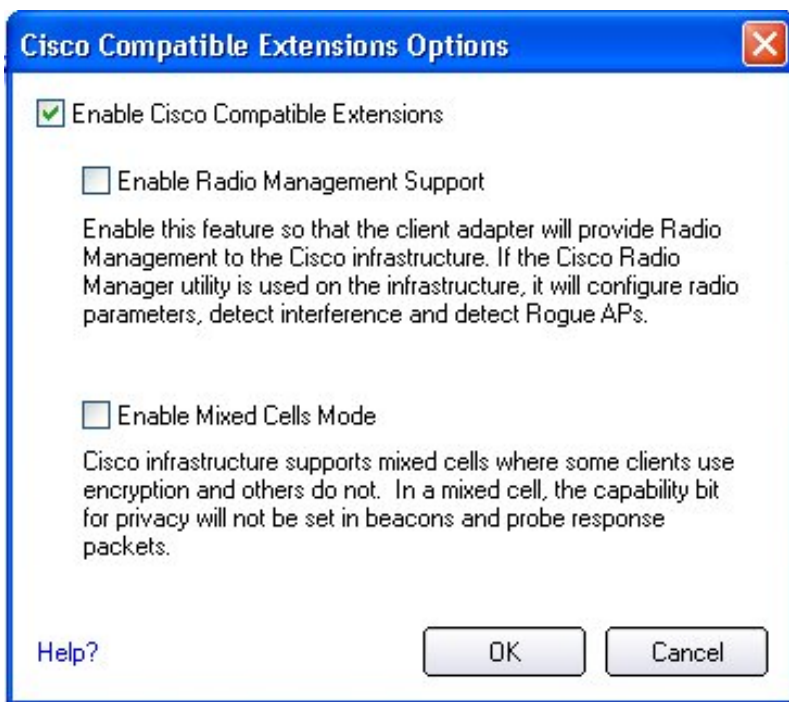 Cisco Compatible Extensions Options
Enable Cisco Compatible Extensions
Enable Radio Management Support
Enable this feature so that the client adapter will provide Radio
Management to the Cisco infrastructure. If the Cisco Radio
Manager utility is used on the infrastructure, it will configure radio
parameters, detect interference and detect Rogue APs.
Enable Mixed Cells Mode
Cisco infrastructure supports mixed cells where some clients use
encryption and others do not.  In a mixed cell, the capability bit
for privacy will not be set in beacons and probe response
packets.
Help?
OK
Cancel